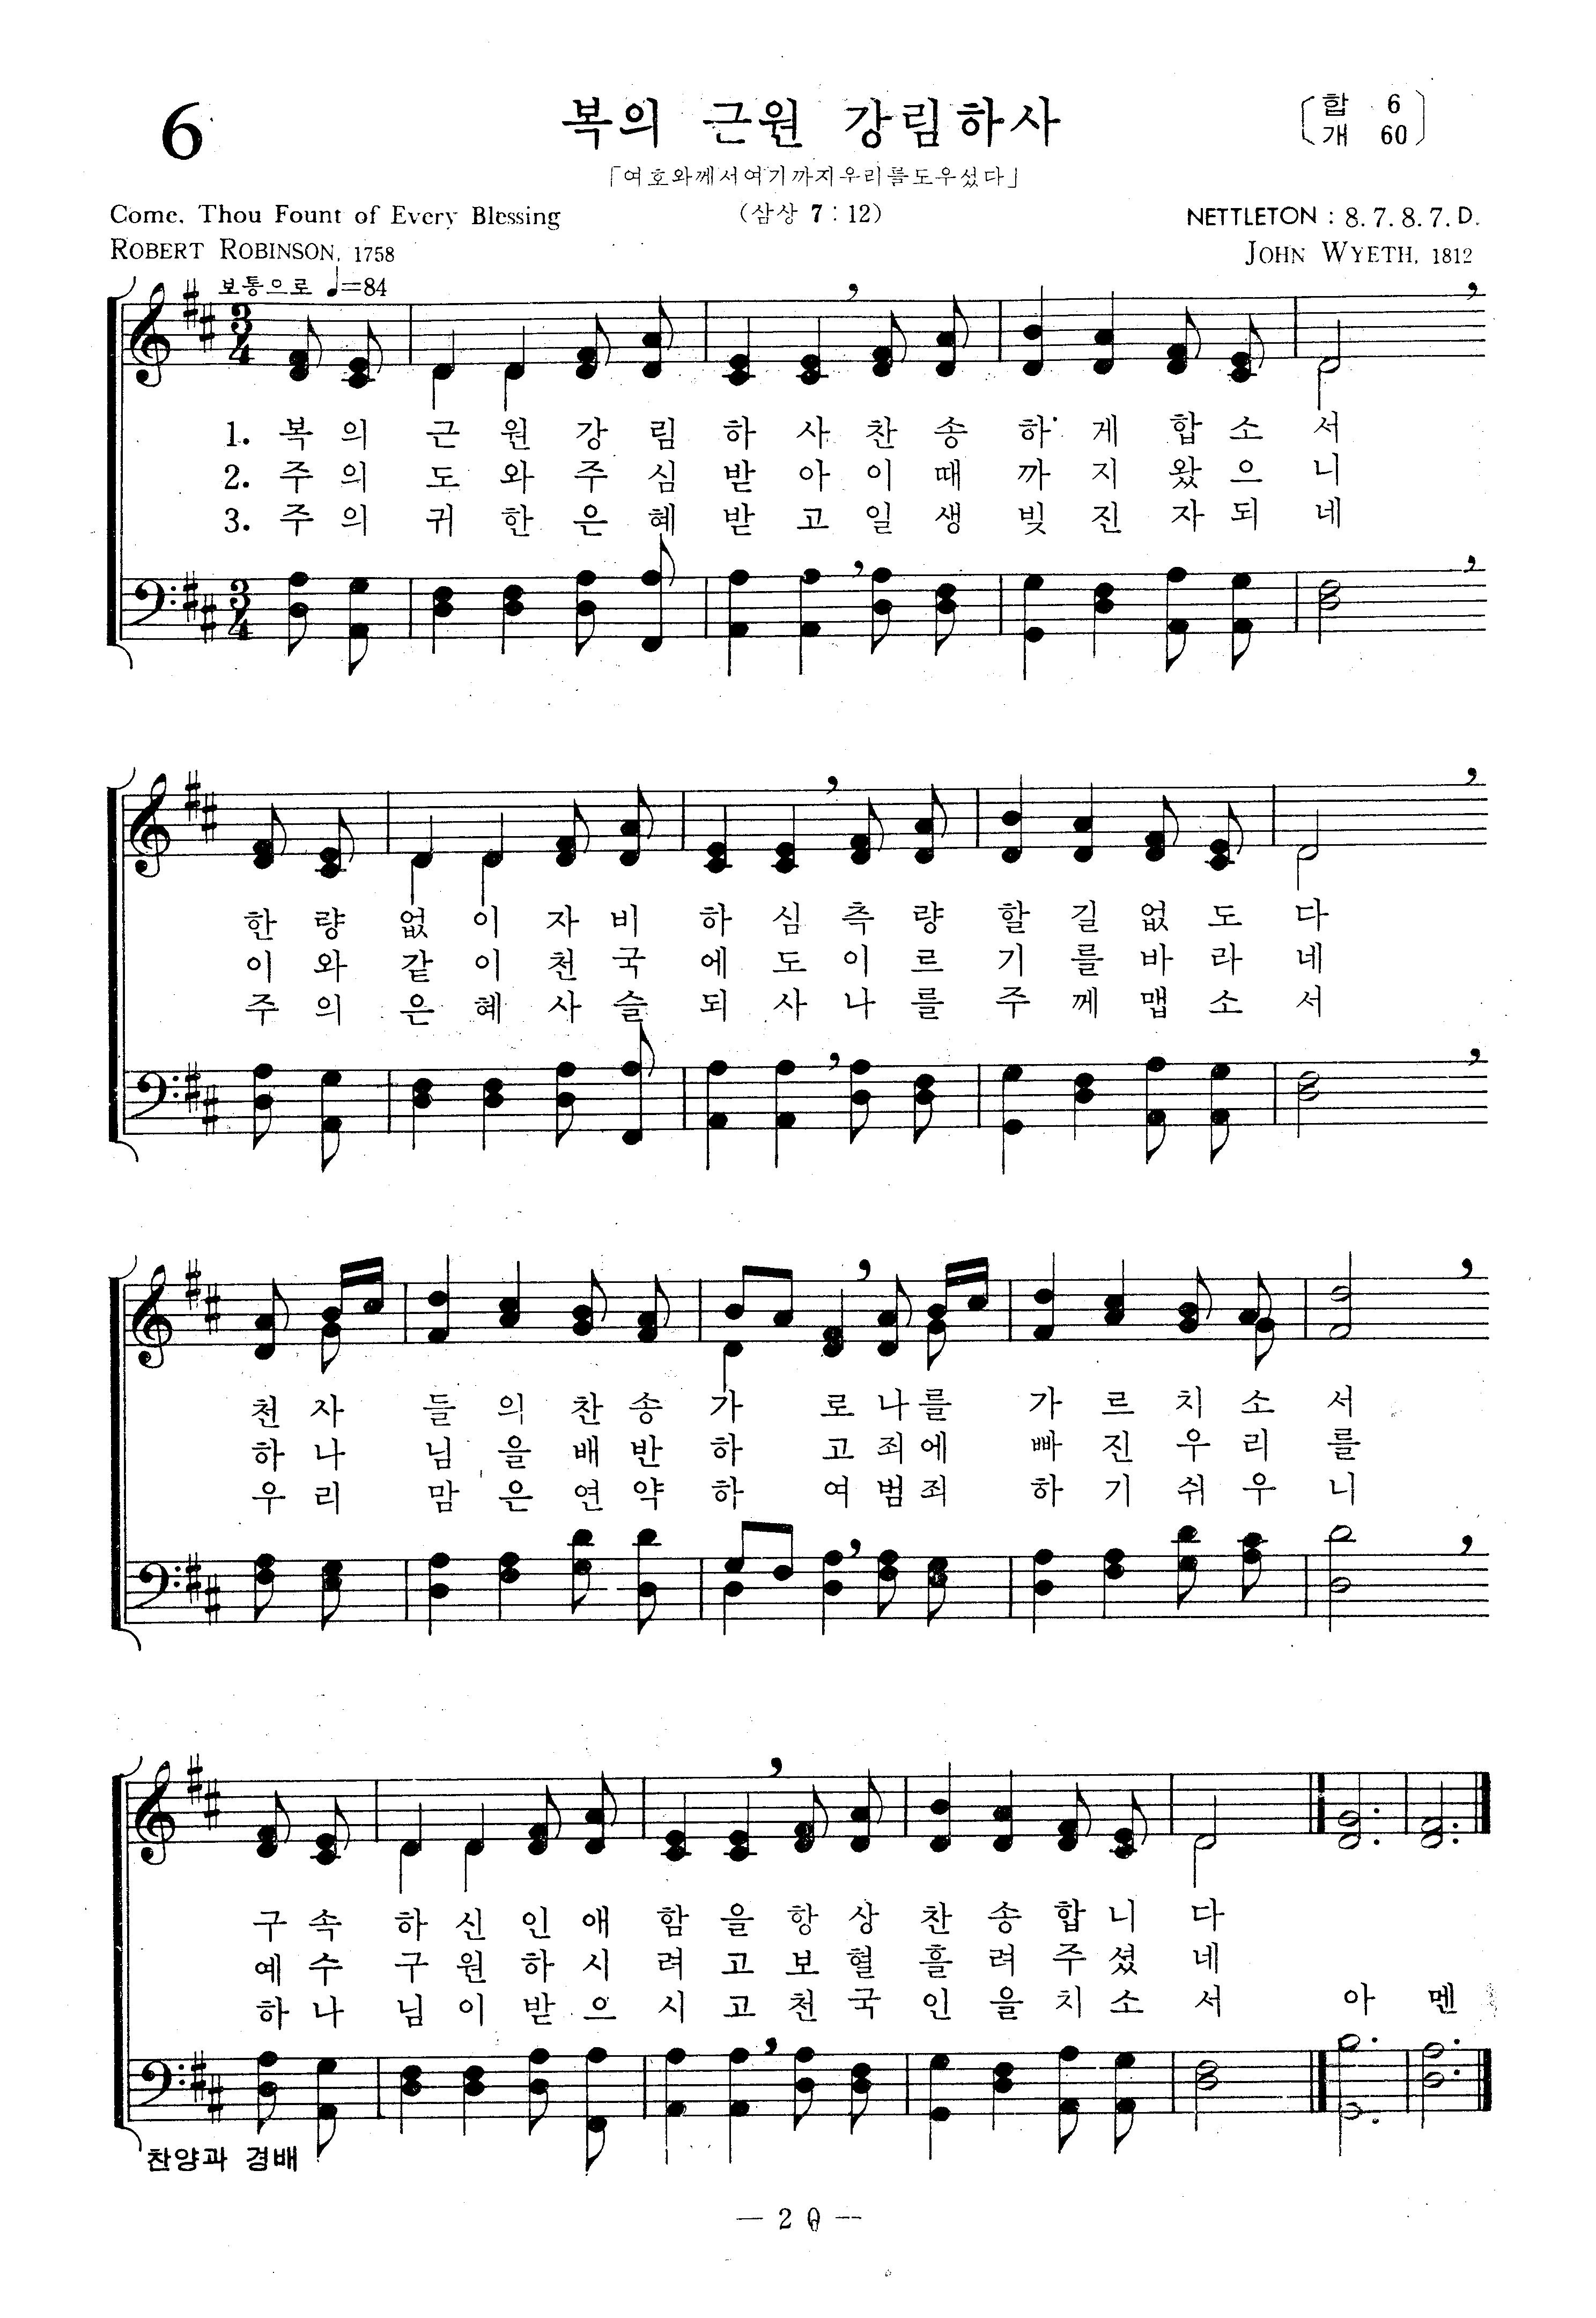 6
복의 근원 강림하사
〔합 6
개 60〕
「여호와께서여기까지우리를도우셨다」
Come, Thou Fount of Every Blessing
(삼상 7 : 12)
NETTLETON : 8. 7. 8. 7. D.
ROBERT ROBINSON, 1758
JOHN WYETH, 1812
보통으로 ♩=84
1. 복 의 근 원 강 림 하 사 찬 송 하 게 합 소 서
2. 주 의 도 와 주 심 받 아 이 때 까 지 왔 으 니
3. 주 의 귀 한 은 혜 받 고 일 생 빚 진 자 되 네
한 량 없 이 자 비 하 심 측 량 할 길 없 도 다
이 와 같 이 천 국 에 도 이 르 기 를 바 라 네
주 의 은 혜 사 슬 되 사 나 를 주 께 맵 소 서
천 자 들 의 찬 송 가 로 나 를 가 르 치 소 서
하 나 님 을 배 반 하 고 죄 에 빠 진 우 리 를
우 리 맘 은 연 약 하 여 범 죄 하 기 쉬 우 니
구 속 하 신 인 애 함 을 항 상 찬 송 합 니 다
예 수 구 원 하 시 려 고 보 혈 흘 려 주 셨 네
하 나 님 이 받 으 시 고 천 국 인 을 치 소 서 아 멘
찬양과 경배
— 2 0 —